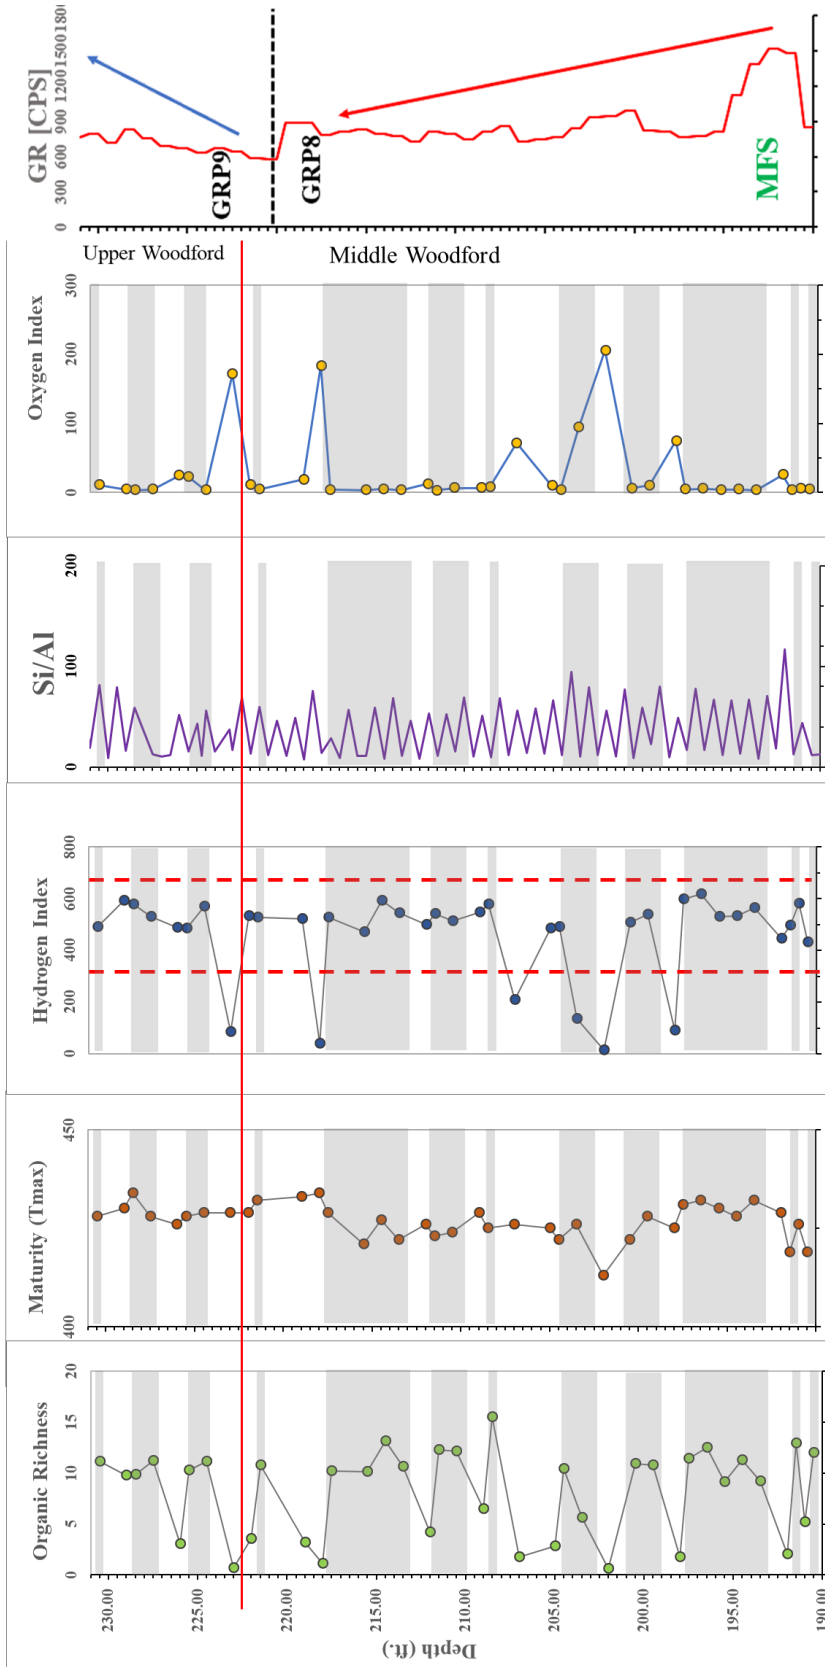 GR [CPS]
0 300 600 900 1200 1500 180
GRP9
GRP8
MFS
Upper Woodford
Middle Woodford
Oxygen Index
0 100 200 300
Si/Al
0 100 200
Hydrogen Index
0 200 400 600 800
Maturity (Tmax)
400 450
Organic Richness
0 5 10 15 20
230.00 225.00 220.00 215.00 210.00 205.00 200.00 195.00 190.00
Depth (ft.)